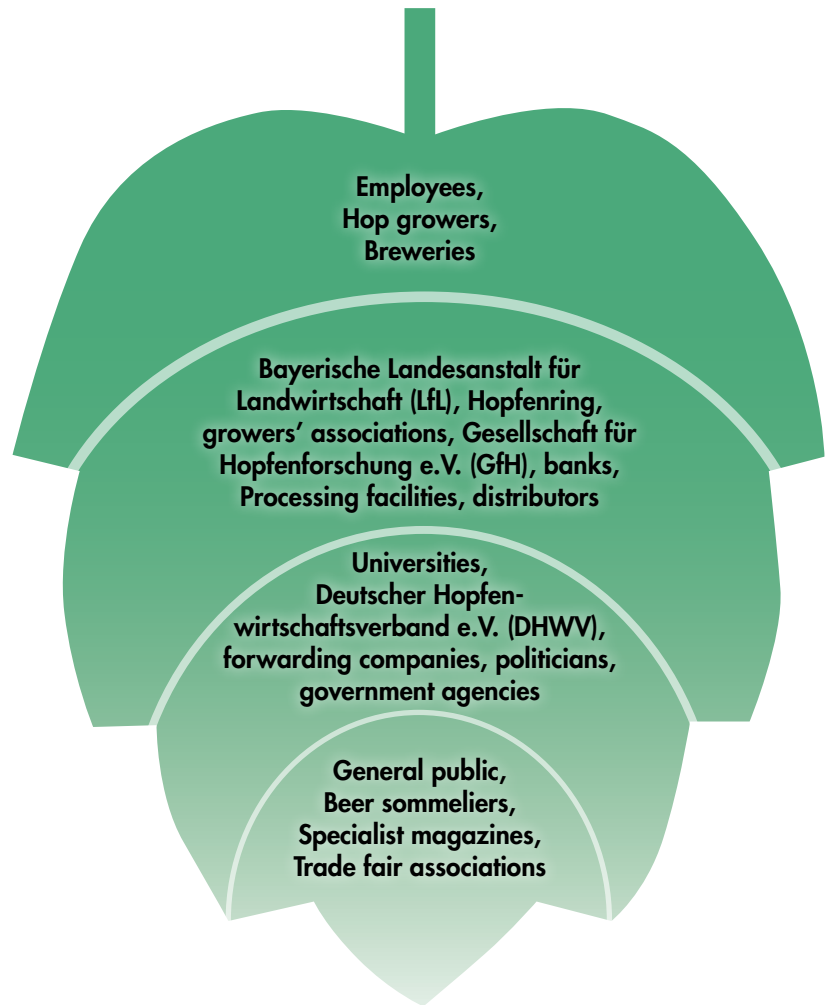 Employees,
Hop growers,
Breweries
Bayerische Landesanstalt für
Landwirtschaft (LfL), Hopfenring,
growers’ associations, Gesellschaft für
Hopfenforschung e.V. (GfH), banks,
Processing facilities, distributors
Universities,
Deutscher Hopfen-
wirtschaftsverband e.V. (DHWV),
forwarding companies, politicians,
government agencies
General public,
Beer sommeliers,
Specialist magazines,
Trade fair associations